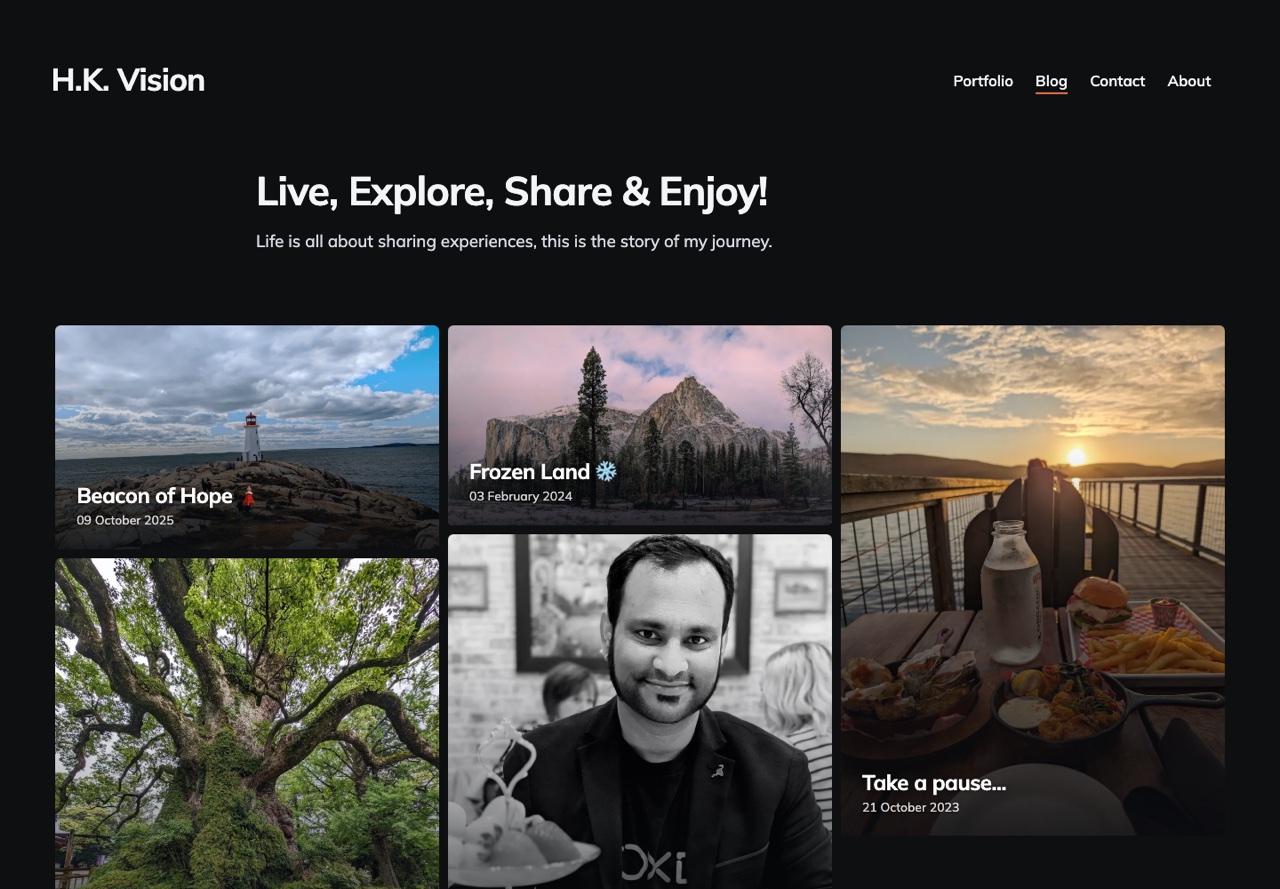 H.K. Vision
Portfolio Blog Contact About
Live, Explore, Share & Enjoy!
Life is all about sharing experiences, this is the story of my journey.
Beacon of Hope
09 October 2025
Frozen Land ❄️
03 February 2024
Take a pause...
21 October 2023